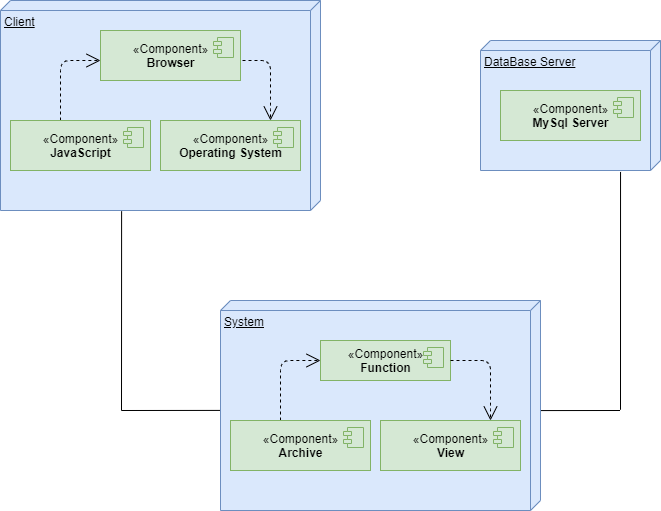 Client
«Component»
Browser
«Component»
JavaScript
«Component»
Operating System
DataBase Server
«Component»
MySql Server
System
«Component»
Function
«Component»
Archive
«Component»
View